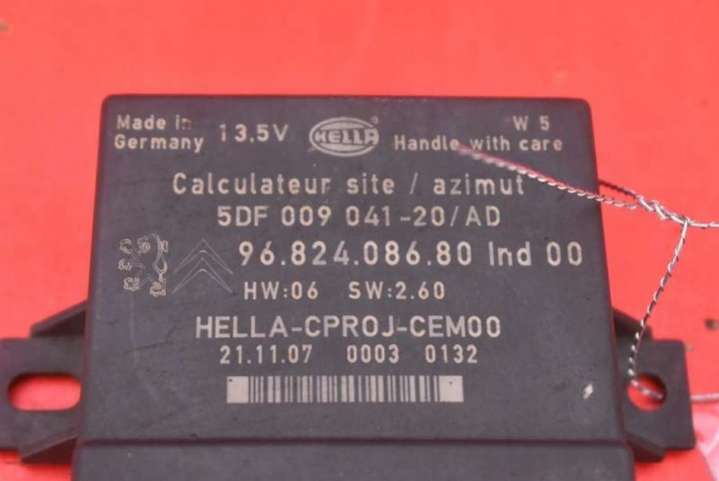 Made in Germany 13.5V HELLA W 5
Handle with care
Calculateur site / azimut
5DF 009 041-20/AD
96.824.086.80 Ind 00
HW:06 SW:2.60
HELLA-CPROJ-CEM00
21.11.07 0003 0132